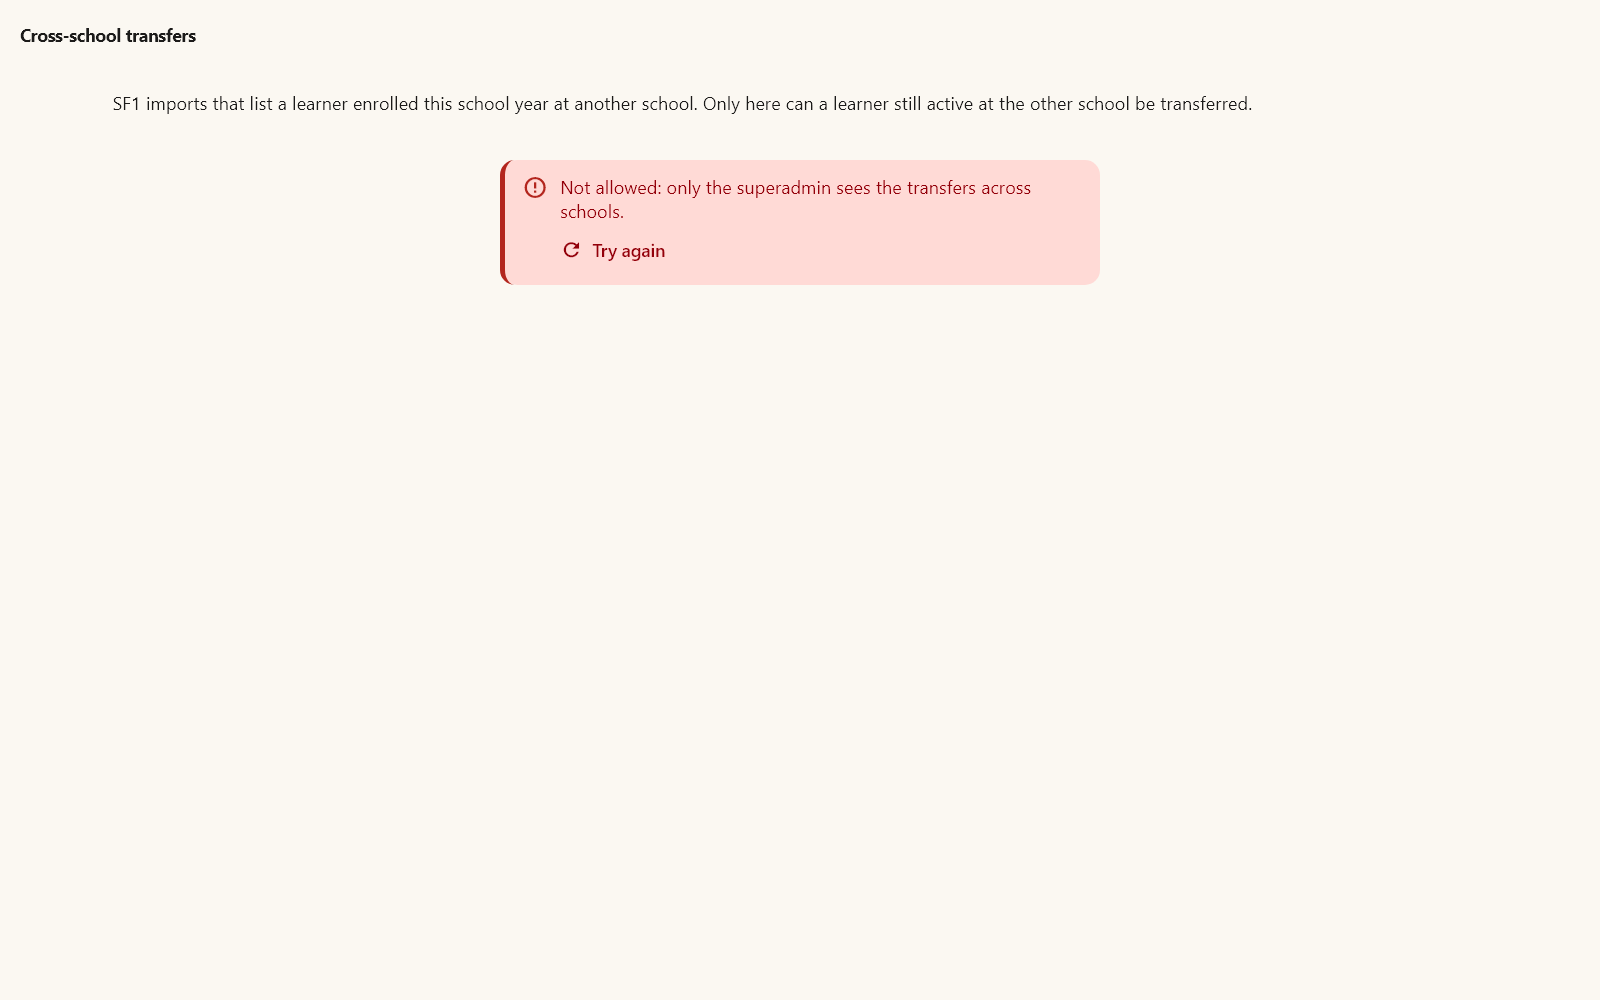 Cross-school transfers
SF1 imports that list a learner enrolled this school year at another school. Only here can a learner still active at the other school be transferred.
Not allowed: only the superadmin sees the transfers across
schools.
Try again